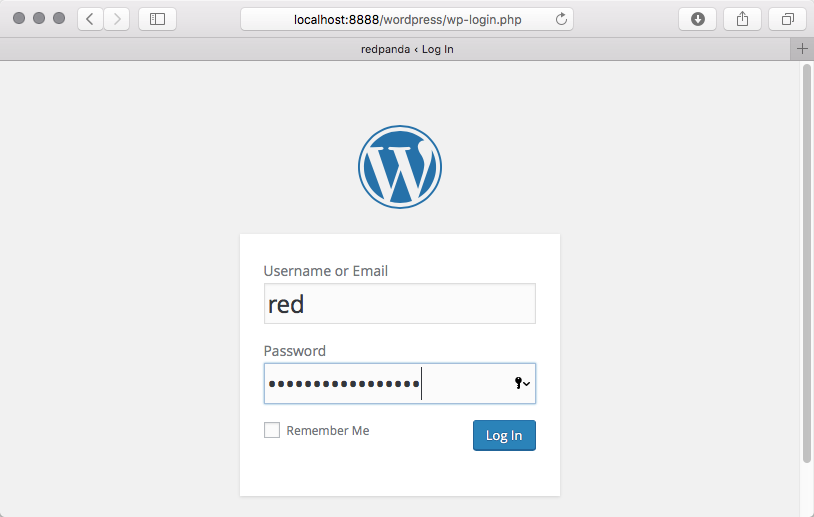 localhost:8888/wordpress/wp-login.php
redpanda ‹ Log In
W
Username or Email
red
Password
•••••••••••••••••
Remember Me
Log In